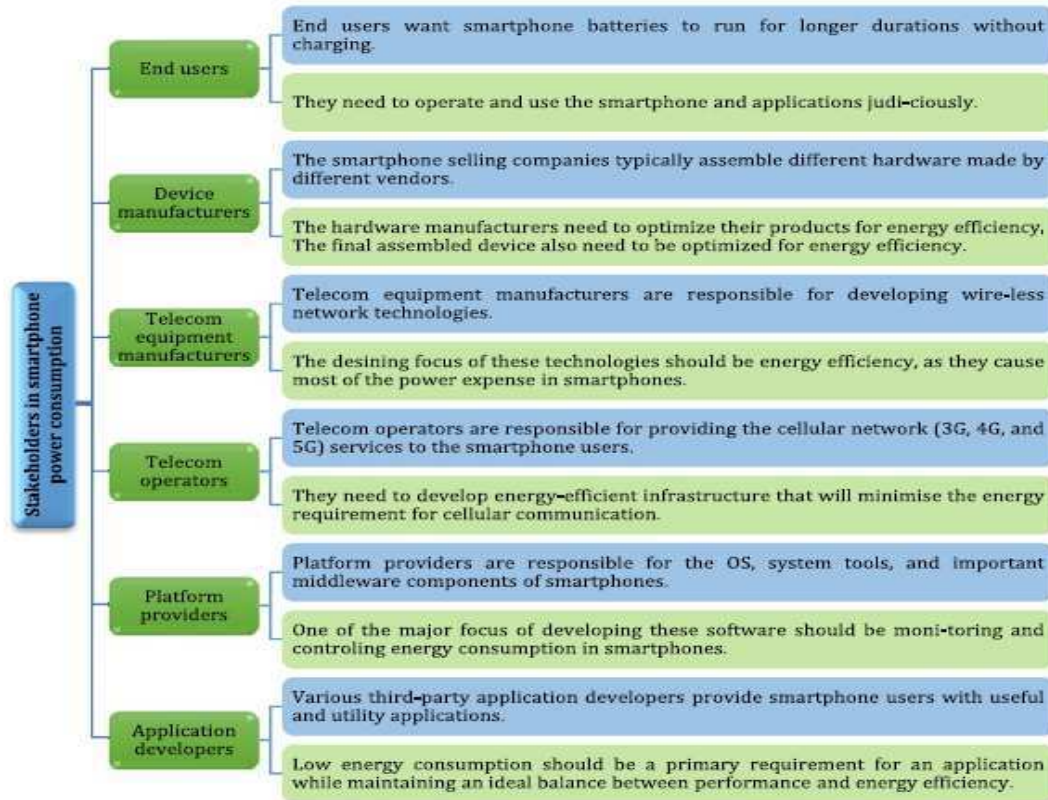 Stakeholders in smartphone
power consumption
End users
End users want smartphone batteries to run for longer durations without
charging.
They need to operate and use the smartphone and applications judi-ciously.
Device
manufacturers
The smartphone selling companies typically assemble different hardware made by
different vendors.
The hardware manufacturers need to optimize their products for energy efficiency.
The final assembled device also need to be optimized for energy efficiency.
Telecom
equipment
manufacturers
Telecom equipment manufacturers are responsible for developing wire-less
network technologies.
The desining focus of these technologies should be energy efficiency, as they cause
most of the power expense in smartphones.
Telecom
operators
Telecom operators are responsible for providing the cellular network (3G, 4G, and
5G) services to the smartphone users.
They need to develop energy-efficient infrastructure that will minimise the energy
requirement for cellular communication.
Platform
providers
Platform providers are responsible for the OS, system tools, and important
middleware components of smartphones.
One of the major focus of developing these software should be moni-toring and
controling energy consumption in smartphones.
Application
developers
Various third-party application developers provide smartphone users with useful
and utility applications.
Low energy consumption should be a primary requirement for an application
while maintaining an ideal balance between performance and energy efficiency.